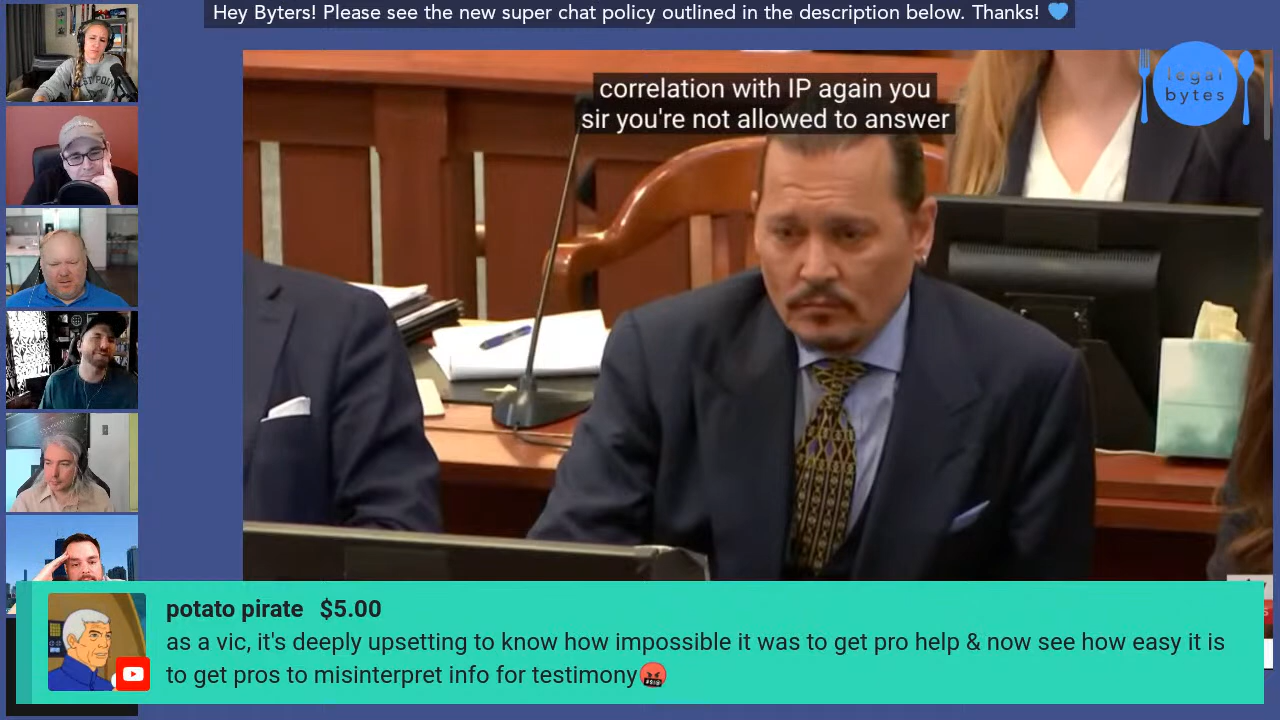 Hey Byters! Please see the new super chat policy outlined in the description below. Thanks! 💙
legal
bytes
correlation with IP again you
sir you're not allowed to answer
potato pirate $5.00
as a vic, it's deeply upsetting to know how impossible it was to get pro help & now see how easy it is
to get pros to misinterpret info for testimony🤬